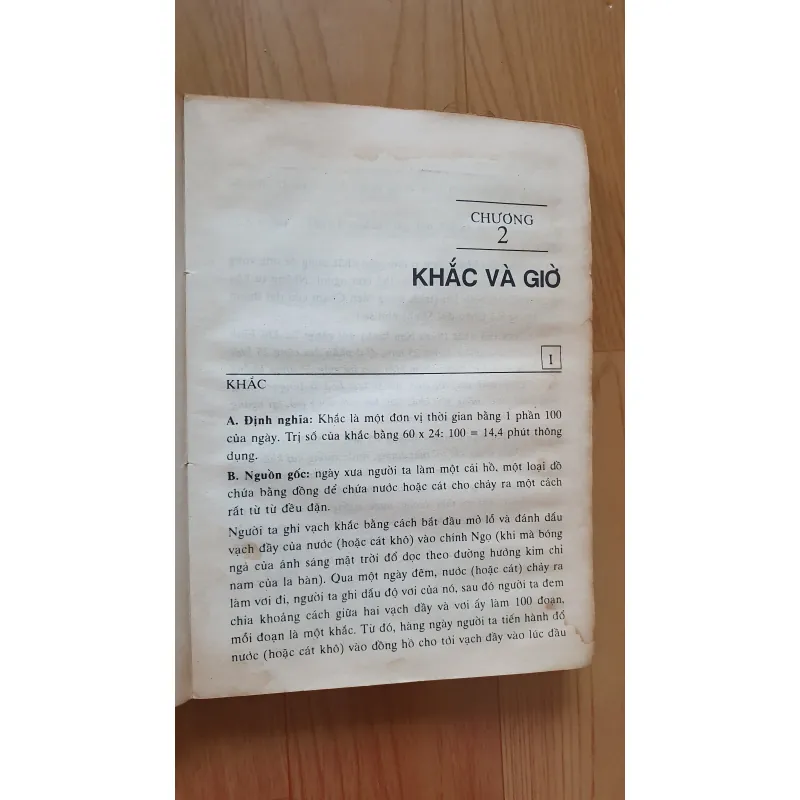 CHƯƠNG
2
KHẮC VÀ GIỜ
1
KHẮC
A. Định nghĩa: Khắc là một đơn vị thời gian bằng 1 phần 100
của ngày. Trị số của khắc bằng 60 x 24: 100 = 14,4 phút thông
dụng.
B. Nguồn gốc: ngày xưa người ta làm một cái hồ, một loại đồ
chứa bằng đồng để chứa nước hoặc cát cho chảy ra một cách
rất từ từ đều đặn.
Người ta ghi vạch khắc bằng cách bắt đầu mở lỗ và đánh dấu
vạch đầy của nước (hoặc cát khô) vào chính Ngọ (khi mà bóng
ngả của ánh sáng mặt trời đổ dọc theo đường hướng kim chỉ
nam của la bàn). Qua một ngày đêm, nước (hoặc cát) chảy ra
làm vơi đi, người ta ghi dấu độ vơi của nó, sau đó người ta đem
chia khoảng cách giữa hai vạch đầy và vơi ấy làm 100 đoạn,
mỗi đoạn là một khắc. Từ đó, hàng ngày người ta tiến hành đổ
nước (hoặc cát khô) vào đồng hồ cho tới vạch đầy vào lúc đầu